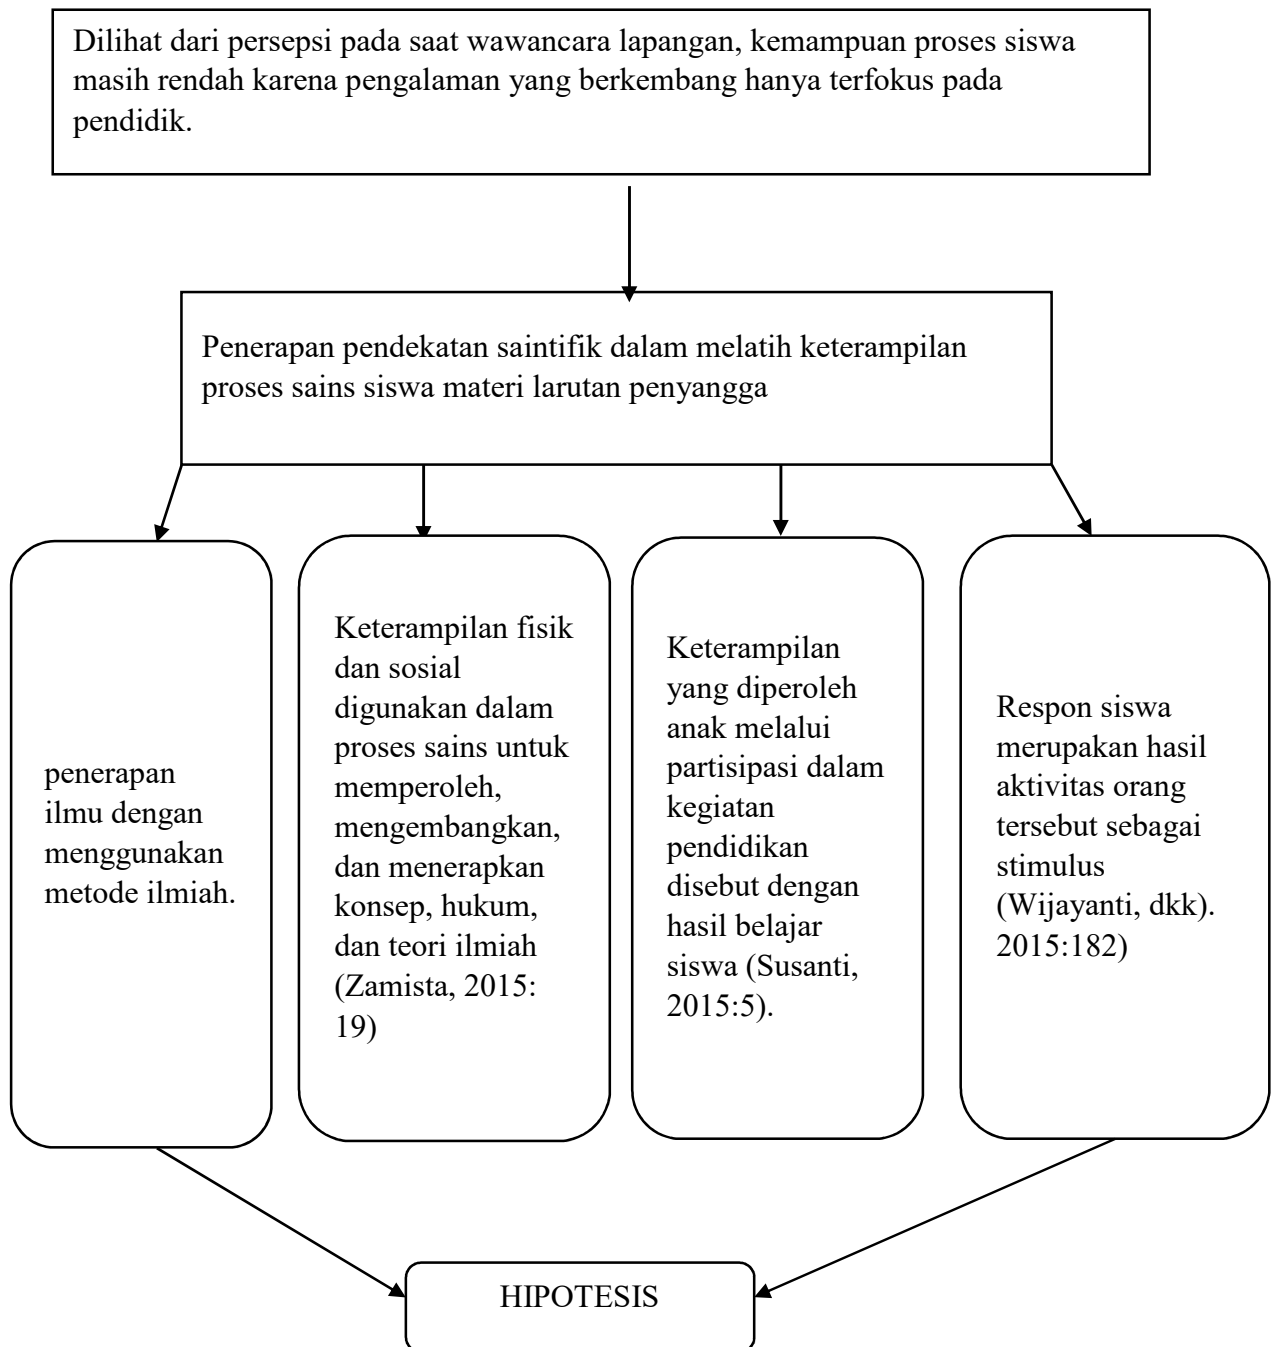 Dilihat dari persepsi pada saat wawancara lapangan, kemampuan proses siswa
masih rendah karena pengalaman yang berkembang hanya terfokus pada
pendidik.
Penerapan pendekatan saintifik dalam melatih keterampilan
proses sains siswa materi larutan penyangga
penerapan
ilmu dengan
menggunakan
metode ilmiah.
Keterampilan fisik
dan sosial
digunakan dalam
proses sains untuk
memperoleh,
mengembangkan,
dan menerapkan
konsep, hukum,
dan teori ilmiah
(Zamista, 2015:
19)
Keterampilan
yang diperoleh
anak melalui
partisipasi dalam
kegiatan
pendidikan
disebut dengan
hasil belajar
siswa (Susanti,
2015:5).
Respon siswa
merupakan hasil
aktivitas orang
tersebut sebagai
stimulus
(Wijayanti, dkk).
2015:182)
HIPOTESIS